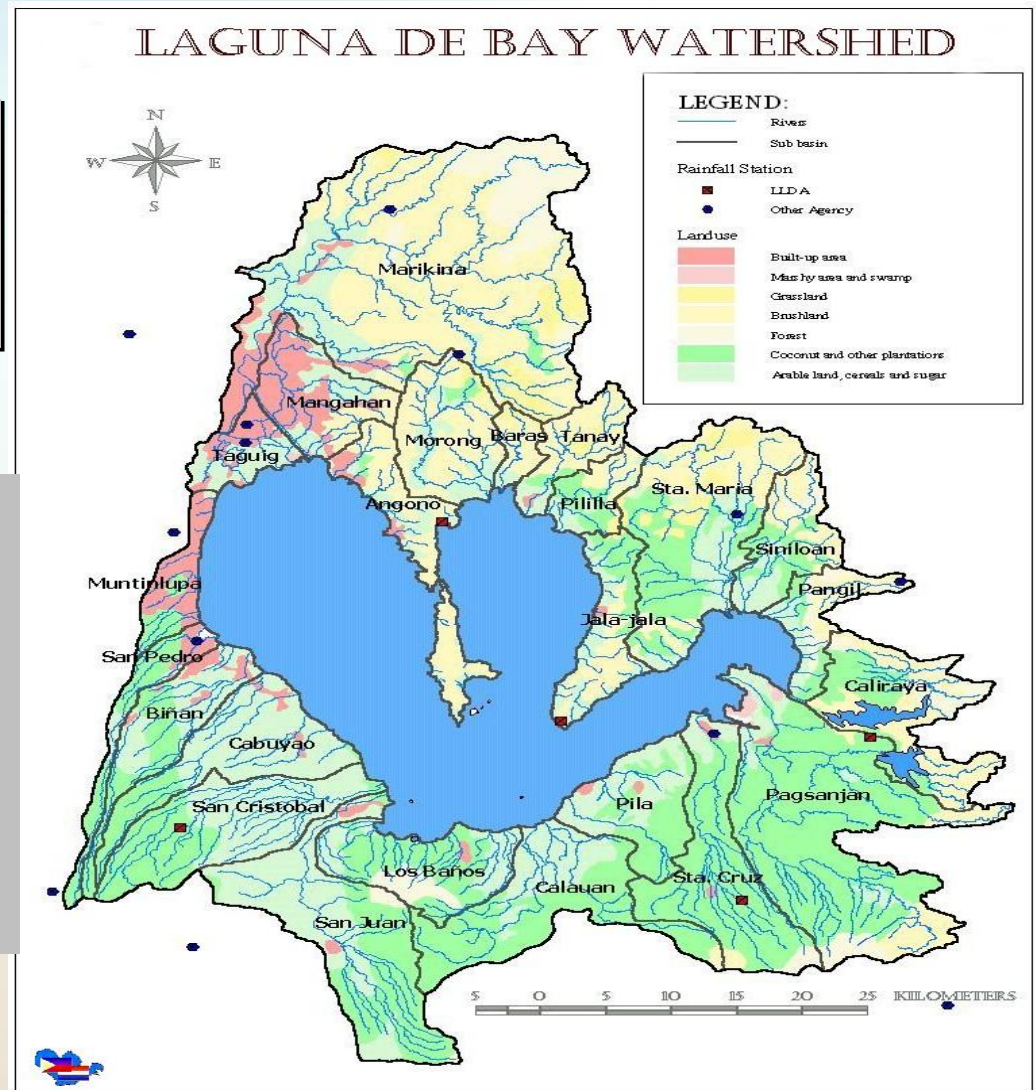 LAGUNA DE BAY WATERSHED
N
W E
S
LEGEND:
Rivers
Sub basin
Rainfall Station
LLDA
Other Agency
Landuse
Built-up area
Marshy area and swamp
Grassland
Brushland
Forest
Coconut and other plantations
Arable land, cereals and sugar
Marikina
Mangahan
Morong
Baras
Tanay
Taguig
Angono
Pililla
Sta. Maria
Siniloan
Muntinlupa
Pangil
Jala-jala
San Pedro
Caliraya
Biñan
Cabuyao
San Cristobal
Pila
Pagsanjan
Los Baños
Calauan
Sta. Cruz
San Juan
5 0 5 10 15 20 25 KILOMETERS